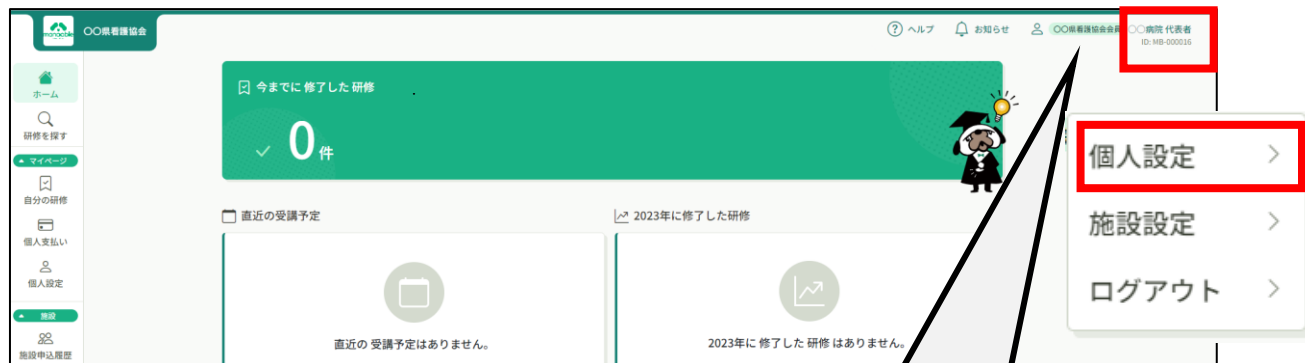 manaable
〇〇県看護協会
ヘルプ
お知らせ
〇〇県看護協会会員
〇〇病院 代表者
ID: MB-000016
ホーム
研修を探す
マイページ
自分の研修
個人支払い
個人設定
施設
施設申込履歴
今までに 修了した 研修
0 件
直近の受講予定
直近の 受講予定はありません。
2023年に修了した研修
2023年に 修了した 研修 はありません。
個人設定
施設設定
ログアウト